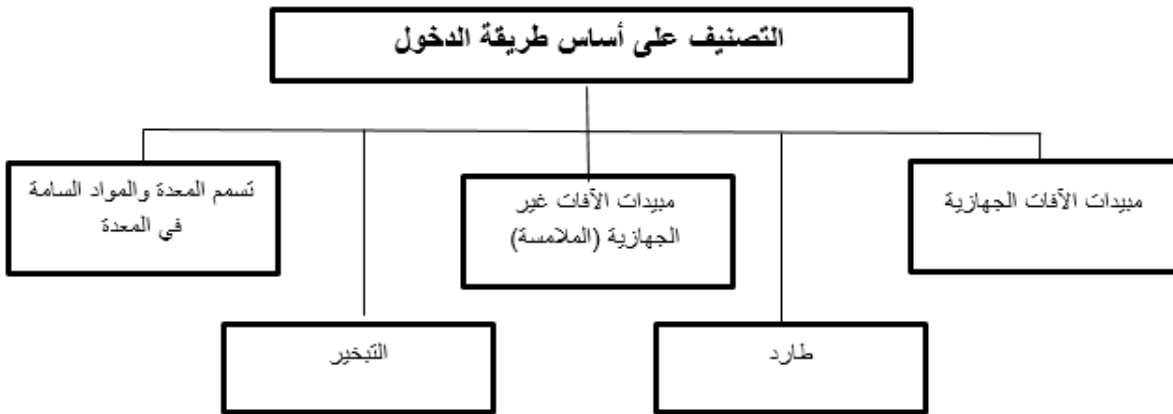 التصنيف على أساس طريقة الدخول
مبيدات الآفات الجهازية
مبيدات الآفات غير
الجهازية (الملامسة)
تسمم المعدة والمواد السامة
في المعدة
طارد
التبخير